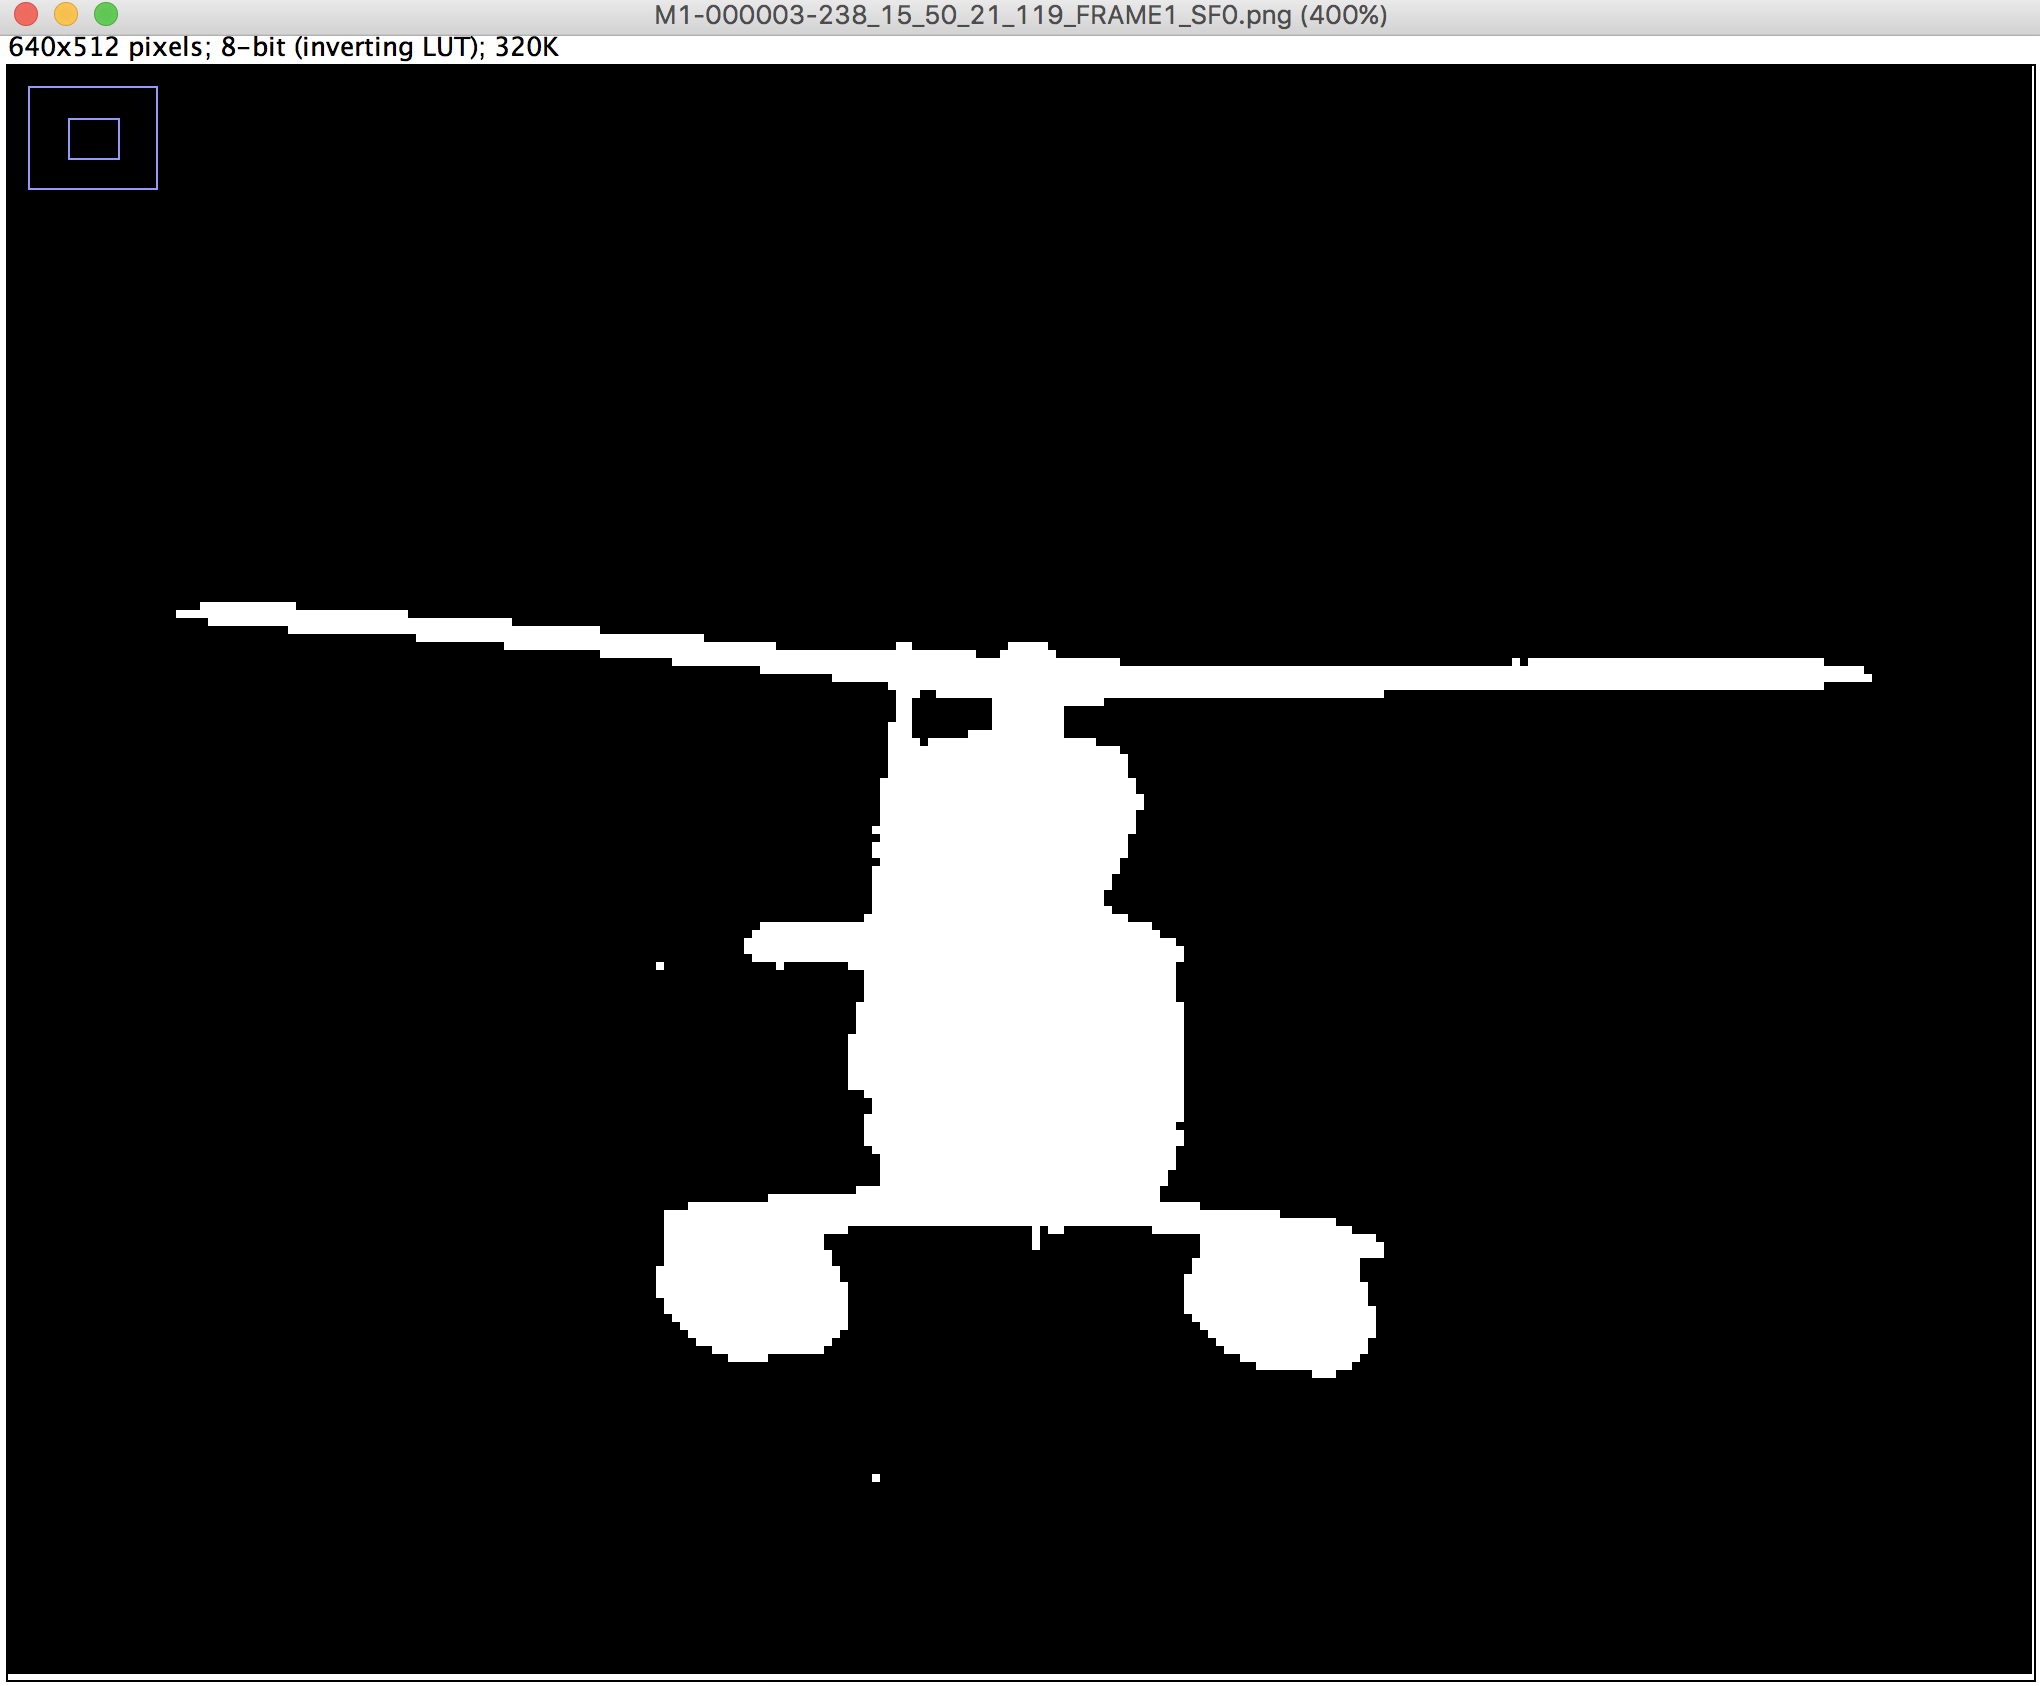 M1-000003-238_15_50_21_119_FRAME1_SF0.png (400%)
640x512 pixels; 8-bit (inverting LUT); 320K